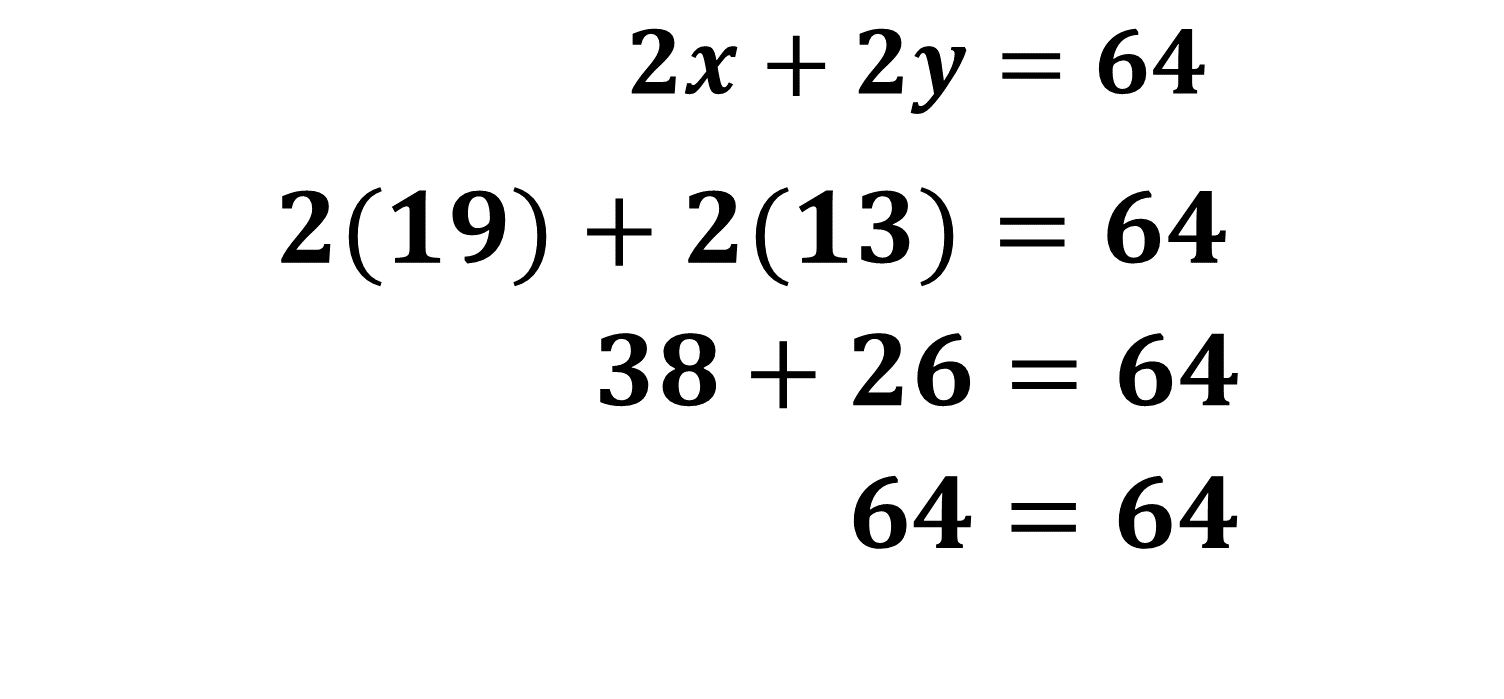 2x + 2y = 64
2(19) + 2(13) = 64
38 + 26 = 64
64 = 64